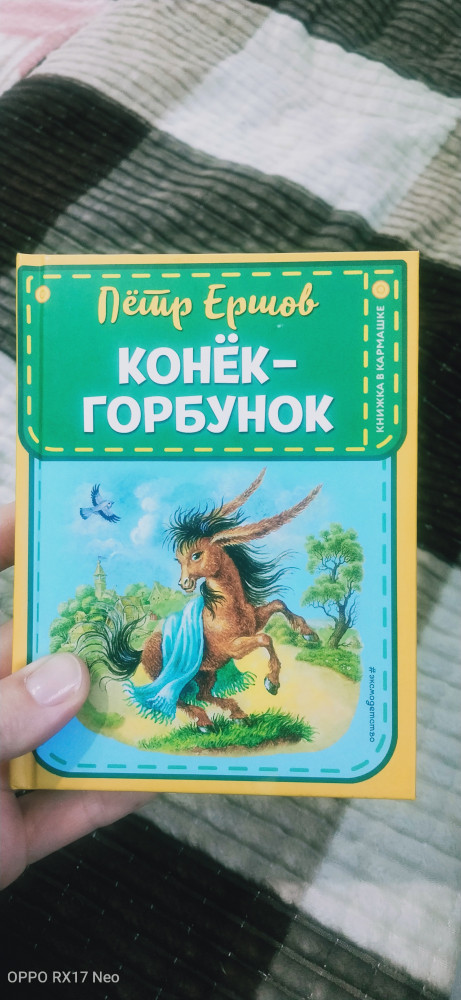 Пётр Ершов
КОНЁК-
ГОРБУНОК
КНИЖКА В КАРМАШКЕ
#эксмодетство
OPPO RX17 Neo